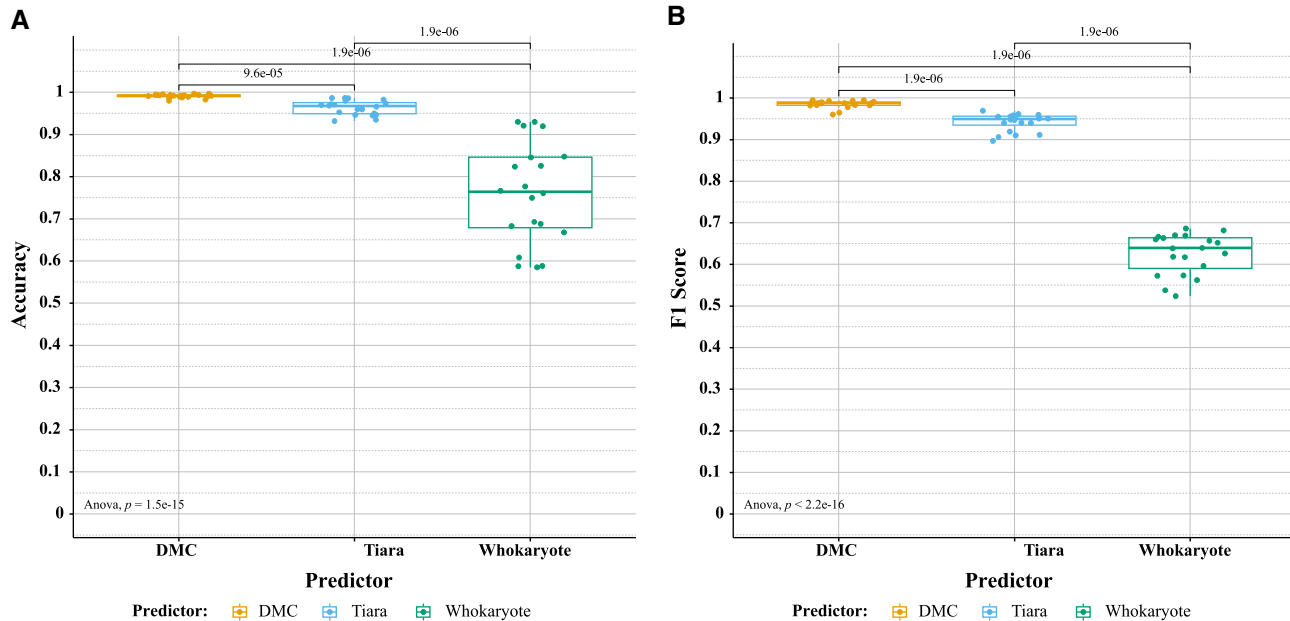 A
1.9e-06
1.9e-06
9.6e-05
1
0.9
0.8
0.7
0.6
0.5
0.4
0.3
0.2
0.1
0
Accuracy
Anova, p = 1.5e-15
DMC
Tiara
Whokaryote
Predictor
Predictor: DMC Tiara Whokaryote
B
1.9e-06
1.9e-06
1.9e-06
1
0.9
0.8
0.7
0.6
0.5
0.4
0.3
0.2
0.1
0
F1 Score
Anova, p < 2.2e-16
DMC
Tiara
Whokaryote
Predictor
Predictor: DMC Tiara Whokaryote